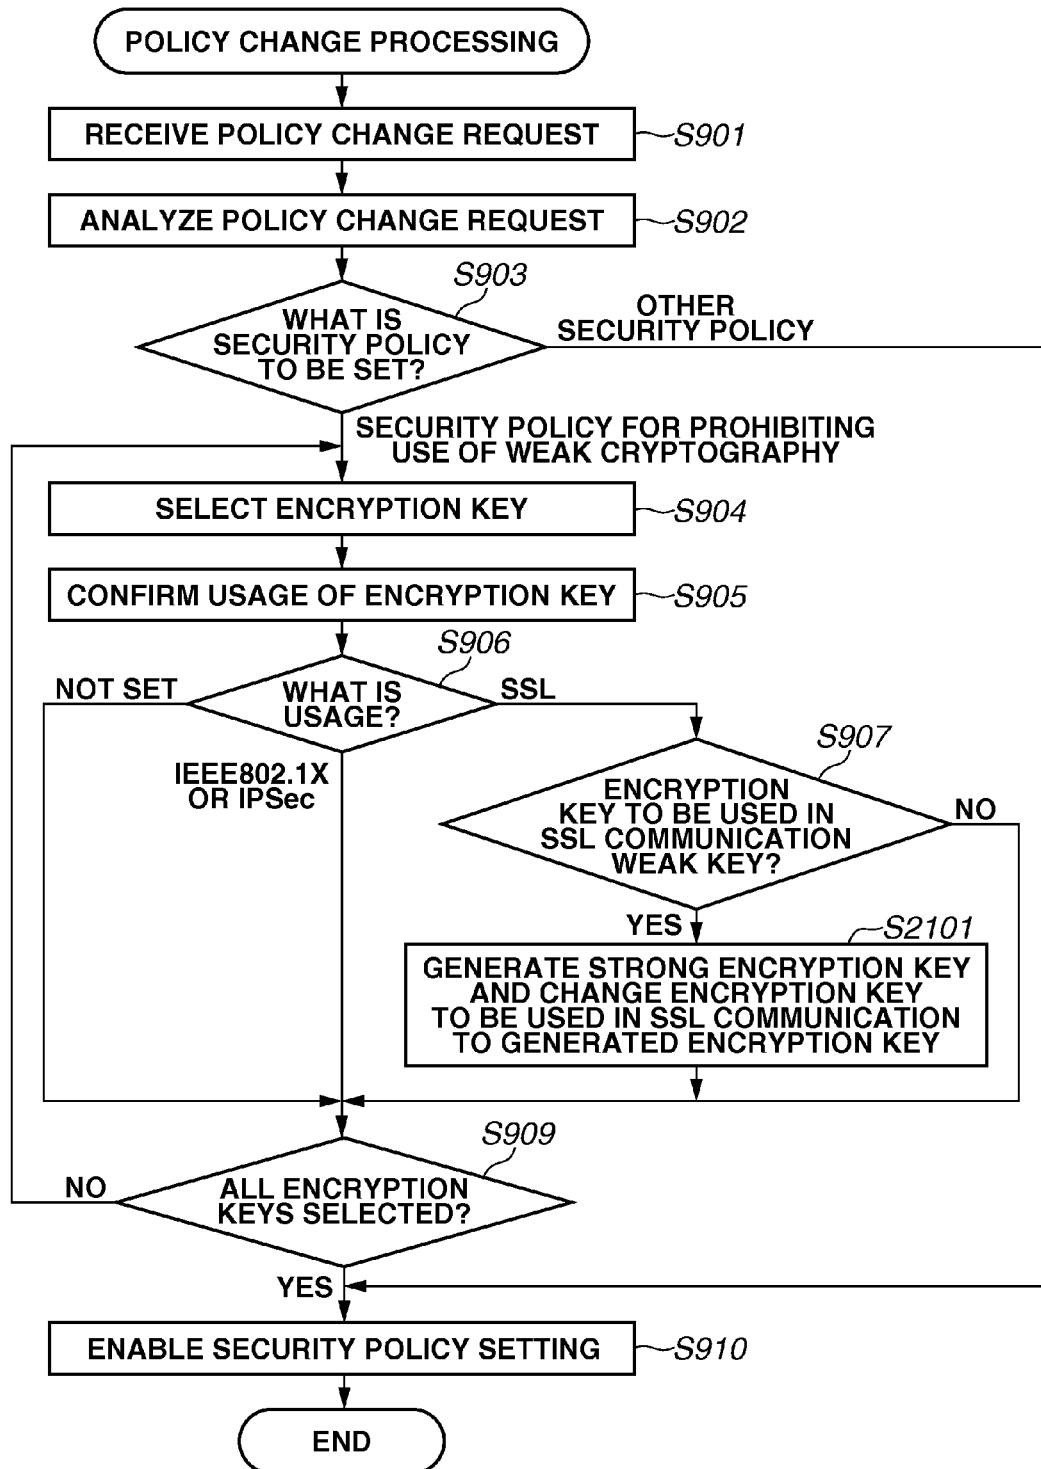 POLICY CHANGE PROCESSING
RECEIVE POLICY CHANGE REQUEST
S901
ANALYZE POLICY CHANGE REQUEST
S902
S903
WHAT IS
SECURITY POLICY
TO BE SET?
OTHER
SECURITY POLICY
SECURITY POLICY FOR PROHIBITING
USE OF WEAK CRYPTOGRAPHY
SELECT ENCRYPTION KEY
S904
CONFIRM USAGE OF ENCRYPTION KEY
S905
S906
NOT SET
WHAT IS
USAGE?
SSL
IEEE802.1X
OR IPSec
S907
ENCRYPTION
KEY TO BE USED IN
SSL COMMUNICATION
WEAK KEY?
NO
YES
S2101
GENERATE STRONG ENCRYPTION KEY
AND CHANGE ENCRYPTION KEY
TO BE USED IN SSL COMMUNICATION
TO GENERATED ENCRYPTION KEY
S909
NO
ALL ENCRYPTION
KEYS SELECTED?
YES
ENABLE SECURITY POLICY SETTING
S910
END